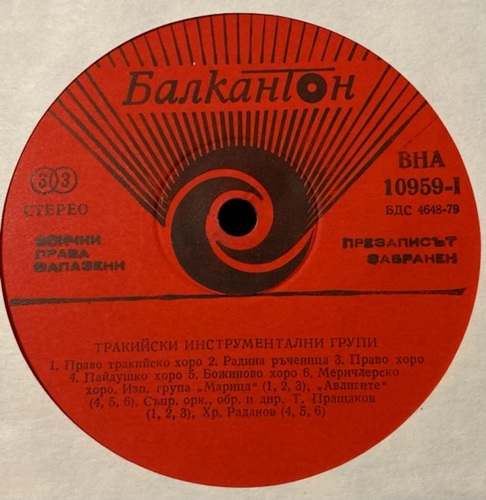 Балкантон
ВНА
10959-I
БДС 4648-79
33
СТЕРЕО
ВСИЧКИ
ПРАВА
ЗАПАЗЕНИ
ПРЕЗАПИСЪТ
ЗАБРАНЕН
ТРАКИЙСКИ ИНСТРУМЕНТАЛНИ ГРУПИ
1. Право тракийско хоро 2. Радина ръченица 3. Право хоро
4. Пайдушко хоро 5. Божиново хоро 6. Меричлерско
хоро. Изп. група „Марица“ (1, 2, 3), „Авлигите“
(4, 5, 6). Съпр. орк., обр. и дир. Т. Пращаков
(1, 2, 3), Хр. Раданов (4, 5, 6)